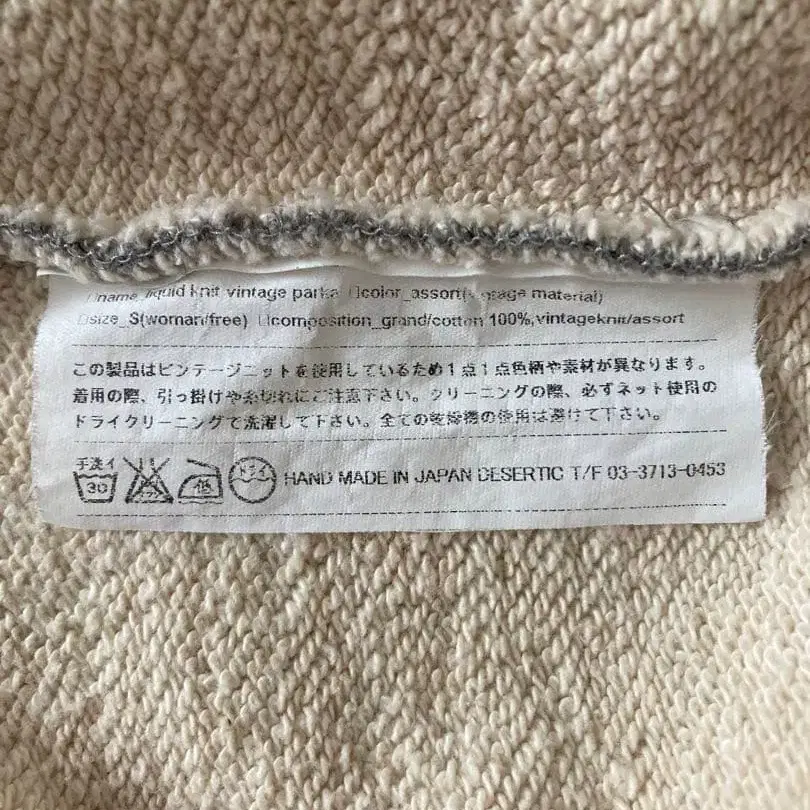 □name_liquid knit vintage parka □color_assort(vintage material)
□size_S(woman/free) □composition_grand/cotton 100%,vintageknit/assort
この製品はビンテージニットを使用しているため1点1点色柄や素材が異なります。
着用の際、引っ掛けや糸切れにご注意下さい。クリーニングの際、必ずネット使用の
ドライクリーニングで洗濯して下さい。全ての乾燥機の使用は避けて下さい。
手洗イ 30 低 ドライ HAND MADE IN JAPAN DESERTIC T/F 03-3713-0453